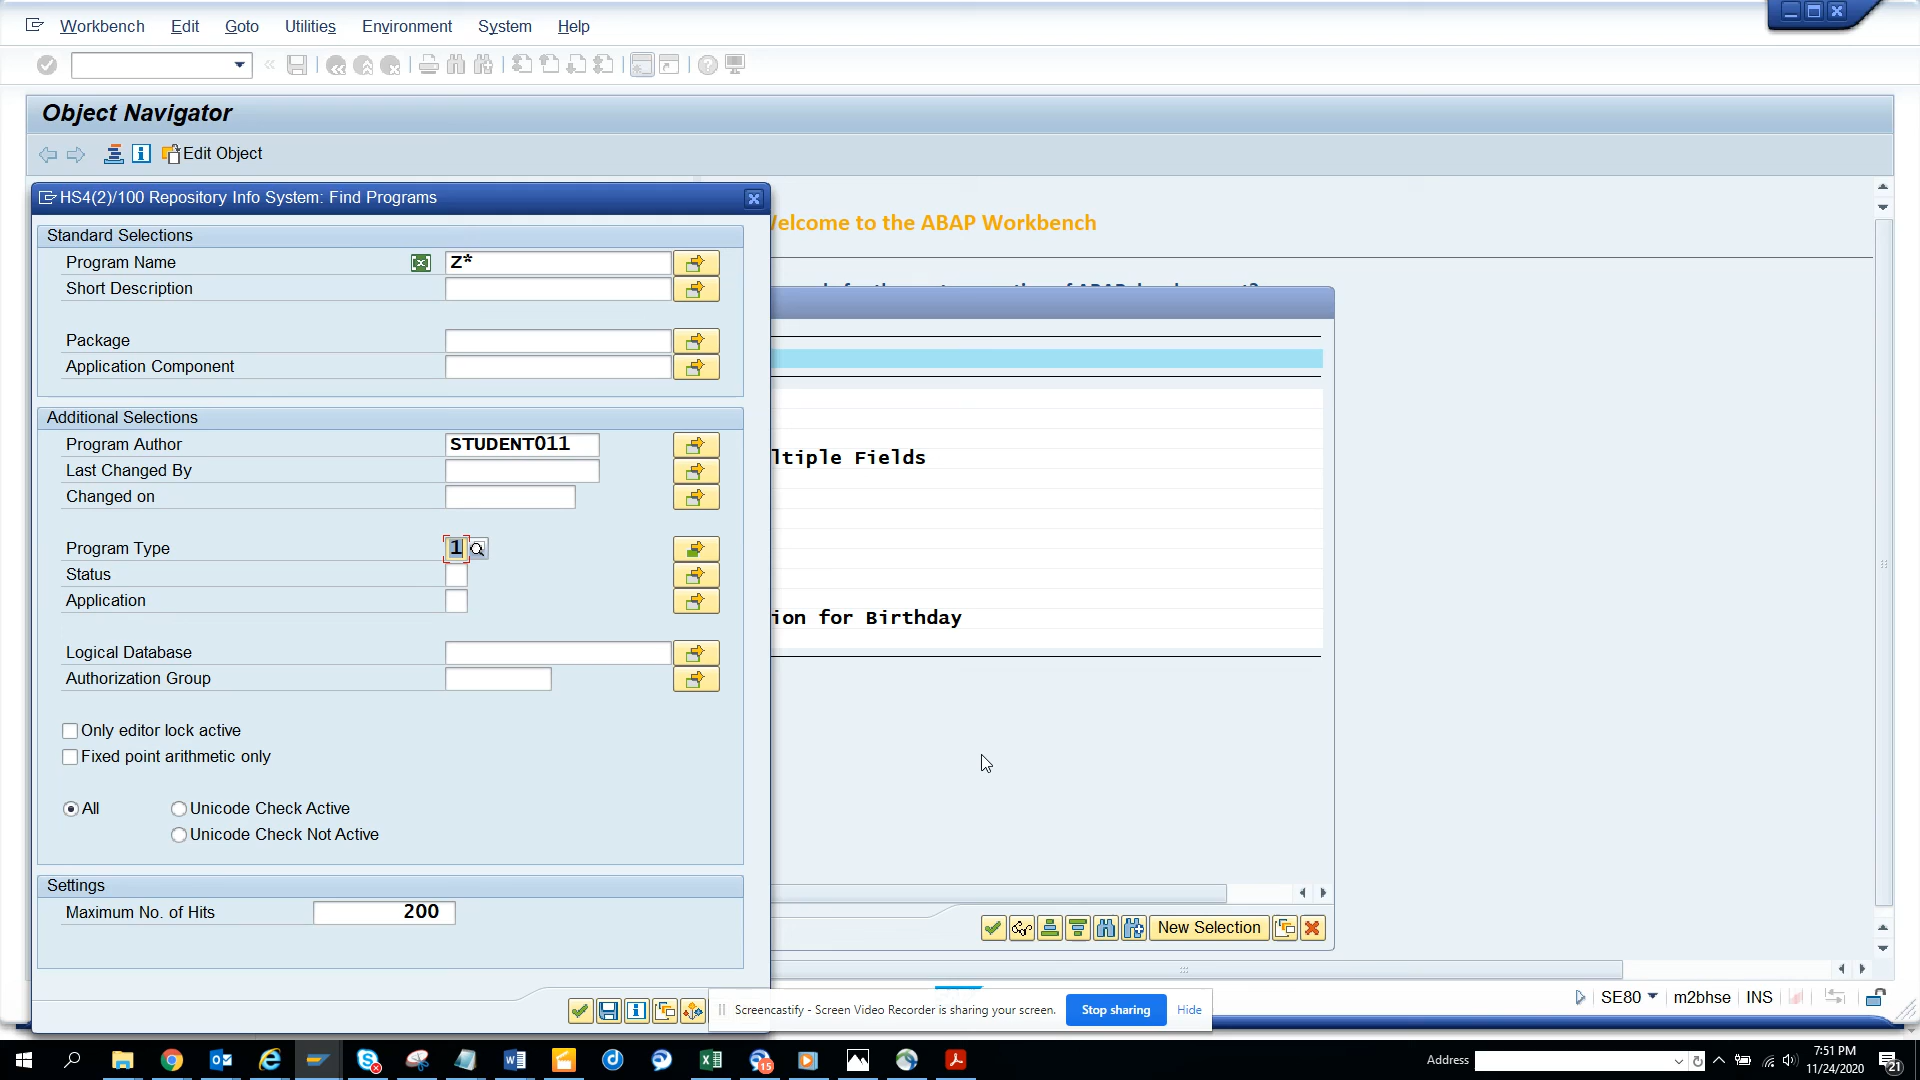 Workbench Edit Goto Utilities Environment System Help
Object Navigator
Edit Object
HS4(2)/100 Repository Info System: Find Programs
Welcome to the ABAP Workbench
Standard Selections
Program Name Z*
Short Description
Package
Application Component
Additional Selections
Program Author STUDENT011
Last Changed By
ltiple Fields
Changed on
Program Type 1
Status
Application
ion for Birthday
Logical Database
Authorization Group
Only editor lock active
Fixed point arithmetic only
All Unicode Check Active
Unicode Check Not Active
Settings
Maximum No. of Hits 200
New Selection
SE80 m2bhse INS
Screencastify - Screen Video Recorder is sharing your screen. Stop sharing Hide
Address
15
7:51 PM
11/24/2020
21